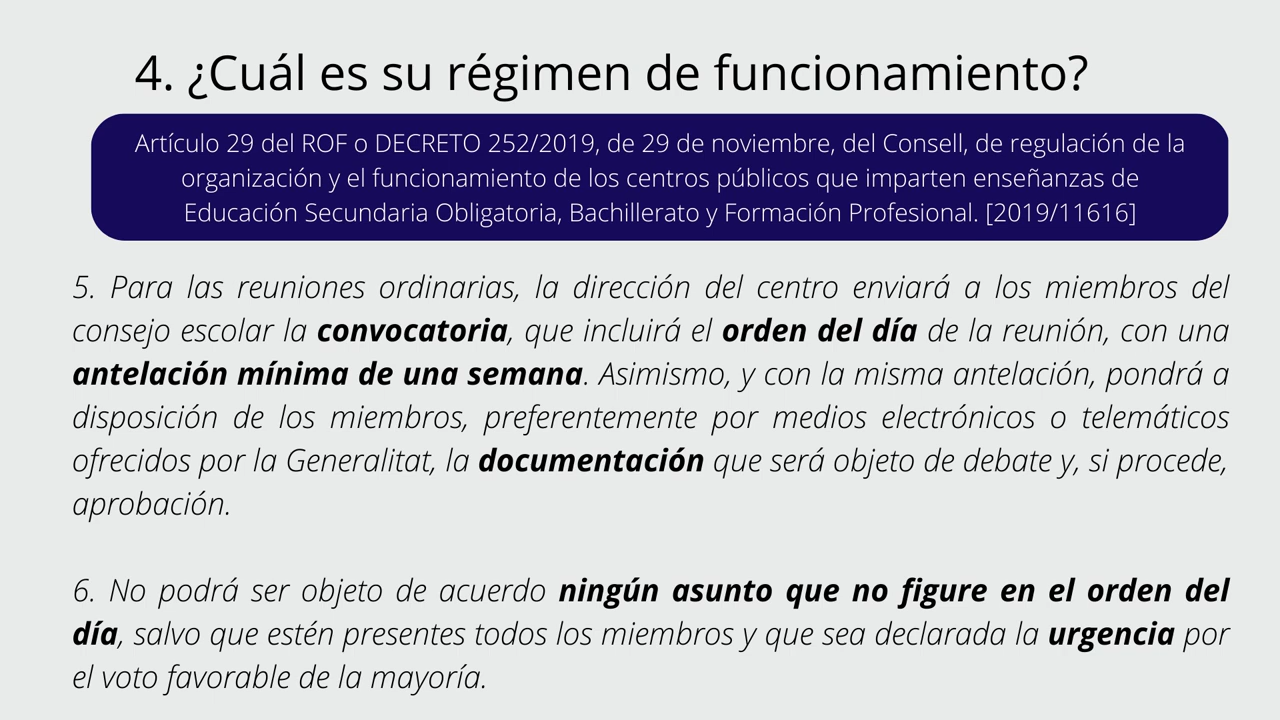 4. ¿Cuál es su régimen de funcionamiento?
Artículo 29 del ROF o DECRETO 252/2019, de 29 de noviembre, del Consell, de regulación de la
organización y el funcionamiento de los centros públicos que imparten enseñanzas de
Educación Secundaria Obligatoria, Bachillerato y Formación Profesional. [2019/11616]
5. Para las reuniones ordinarias, la dirección del centro enviará a los miembros del
consejo escolar la convocatoria, que incluirá el orden del día de la reunión, con una
antelación mínima de una semana. Asimismo, y con la misma antelación, pondrá a
disposición de los miembros, preferentemente por medios electrónicos o telemáticos
ofrecidos por la Generalitat, la documentación que será objeto de debate y, si procede,
aprobación.
6. No podrá ser objeto de acuerdo ningún asunto que no figure en el orden del
día, salvo que estén presentes todos los miembros y que sea declarada la urgencia por
el voto favorable de la mayoría.